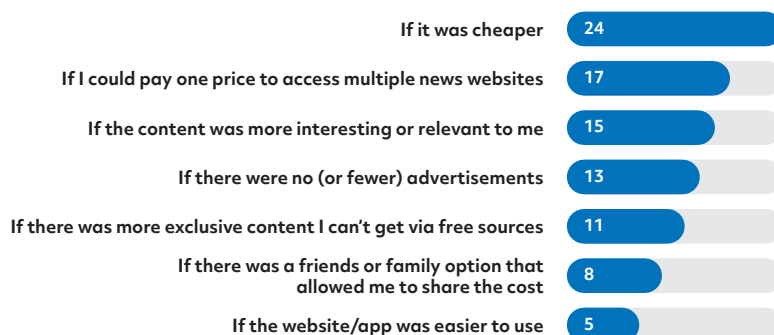 If it was cheaper 24
If I could pay one price to access multiple news websites 17
If the content was more interesting or relevant to me 15
If there were no (or fewer) advertisements 13
If there was more exclusive content I can’t get via free sources 11
If there was a friends or family option that
allowed me to share the cost 8
If the website/app was easier to use 5